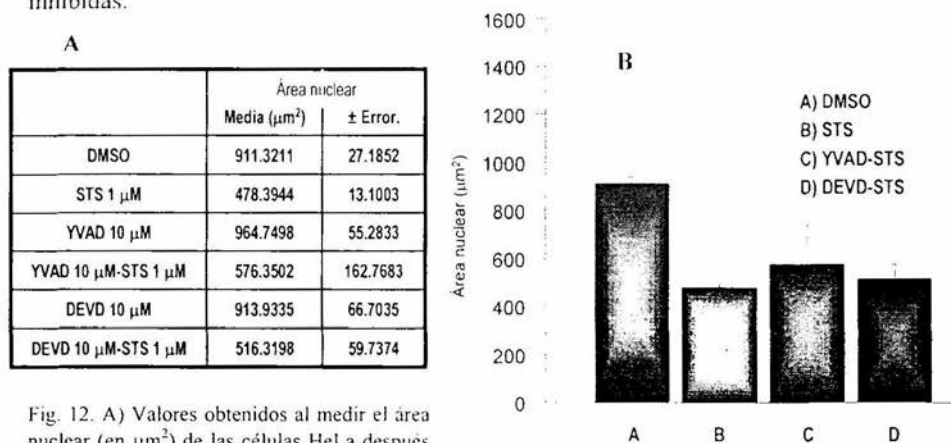 inhibidas.
A
Área nuclear
Media (μm²) ± Error.
DMSO 911.3211 27.1852
STS 1 μM 478.3944 13.1003
YVAD 10 μM 964.7498 55.2833
YVAD 10 μM-STS 1 μM 576.3502 162.7683
DEVD 10 μM 913.9335 66.7035
DEVD 10 μM-STS 1 μM 516.3198 59.7374
Fig. 12. A) Valores obtenidos al medir el área
nuclear (en μm²) de las células HeLa después
B
A) DMSO
B) STS
C) YVAD-STS
D) DEVD-STS
Área nuclear (μm²)
1600
1400
1200
1000
800
600
400
200
0
A B C D